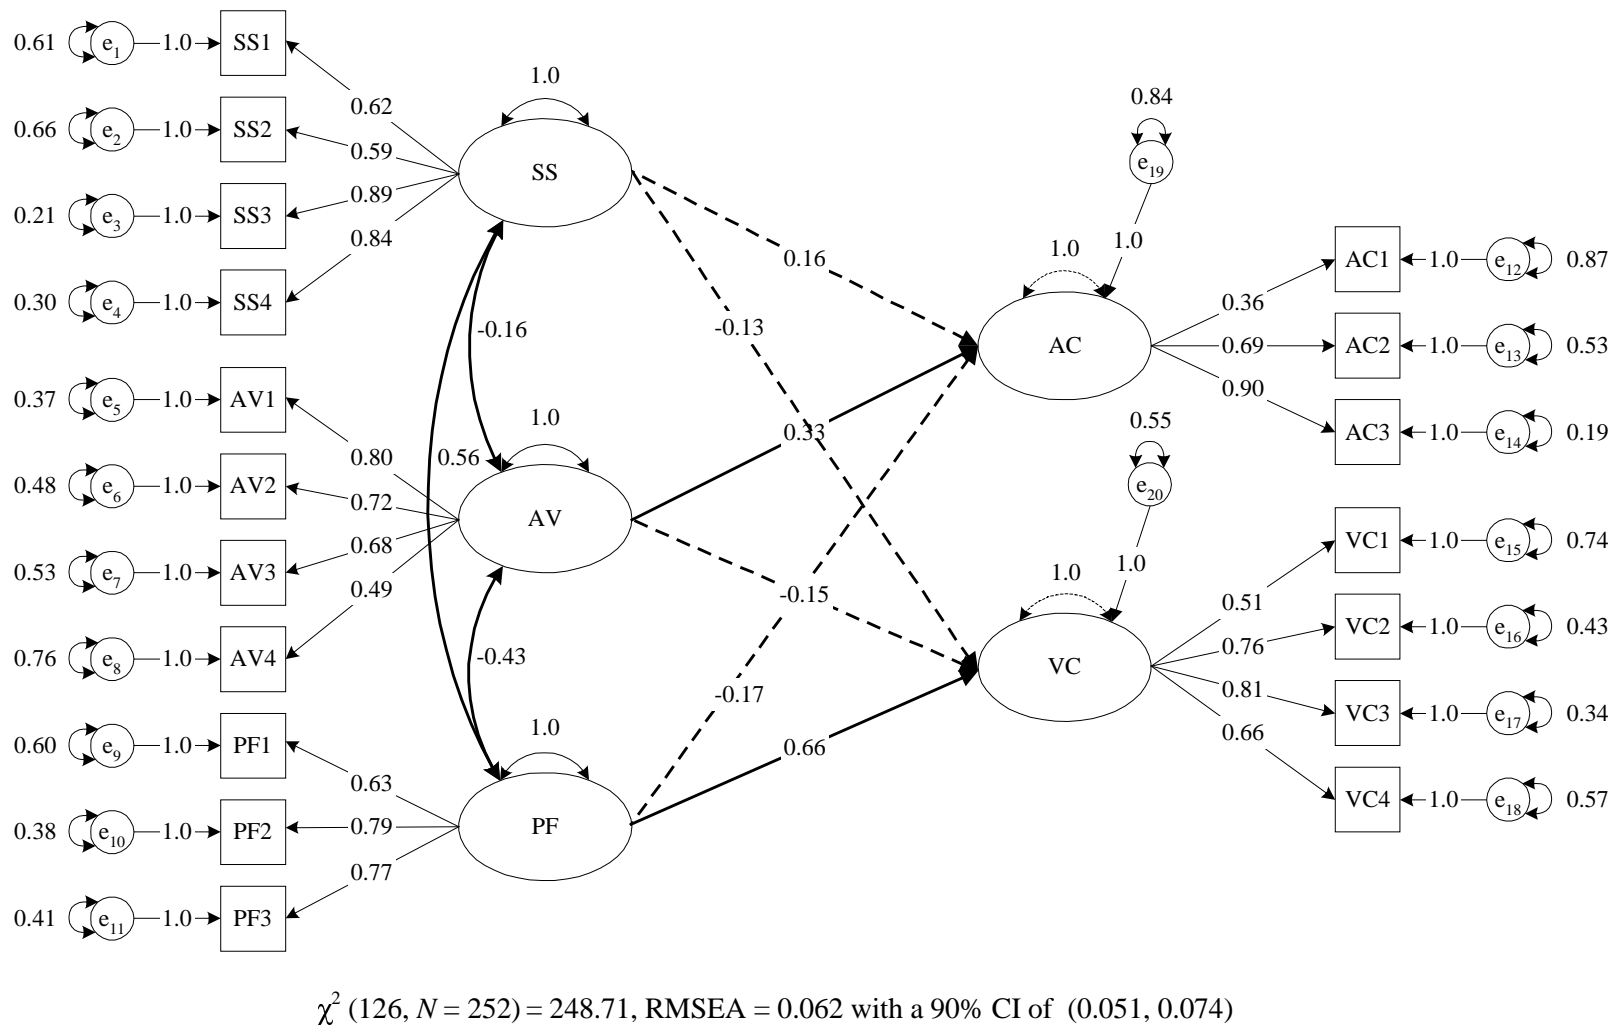 0.61 e1 1.0 SS1
0.66 e2 1.0 SS2
0.21 e3 1.0 SS3
0.30 e4 1.0 SS4
0.62
0.59
0.89
0.84
1.0
SS
0.37 e5 1.0 AV1
0.48 e6 1.0 AV2
0.53 e7 1.0 AV3
0.76 e8 1.0 AV4
0.80
0.72
0.68
0.49
1.0
AV
0.60 e9 1.0 PF1
0.38 e10 1.0 PF2
0.41 e11 1.0 PF3
0.63
0.79
0.77
1.0
PF
-0.16
0.56
-0.43
0.16
-0.13
0.33
-0.15
-0.17
0.66
0.84
e19
1.0
1.0
AC
0.36
0.69
0.90
AC1 1.0 e12 0.87
AC2 1.0 e13 0.53
AC3 1.0 e14 0.19
0.55
e20
1.0
1.0
VC
0.51
0.76
0.81
0.66
VC1 1.0 e15 0.74
VC2 1.0 e16 0.43
VC3 1.0 e17 0.34
VC4 1.0 e18 0.57
χ² (126, N = 252) = 248.71, RMSEA = 0.062 with a 90% CI of (0.051, 0.074)